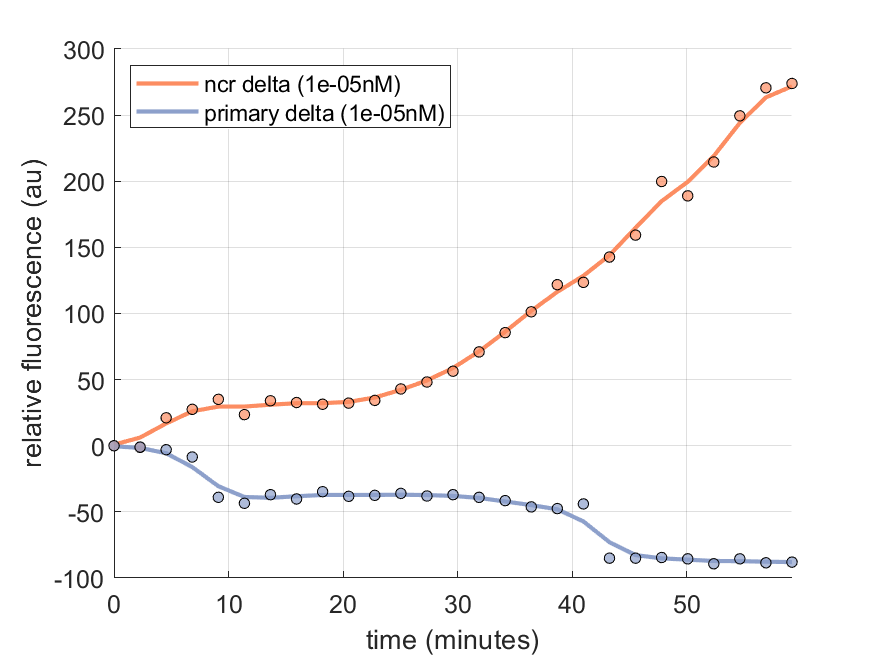 300
250
200
150
100
50
0
-50
-100
relative fluorescence (au)
ncr delta (1e-05nM)
primary delta (1e-05nM)
0 10 20 30 40 50
time (minutes)